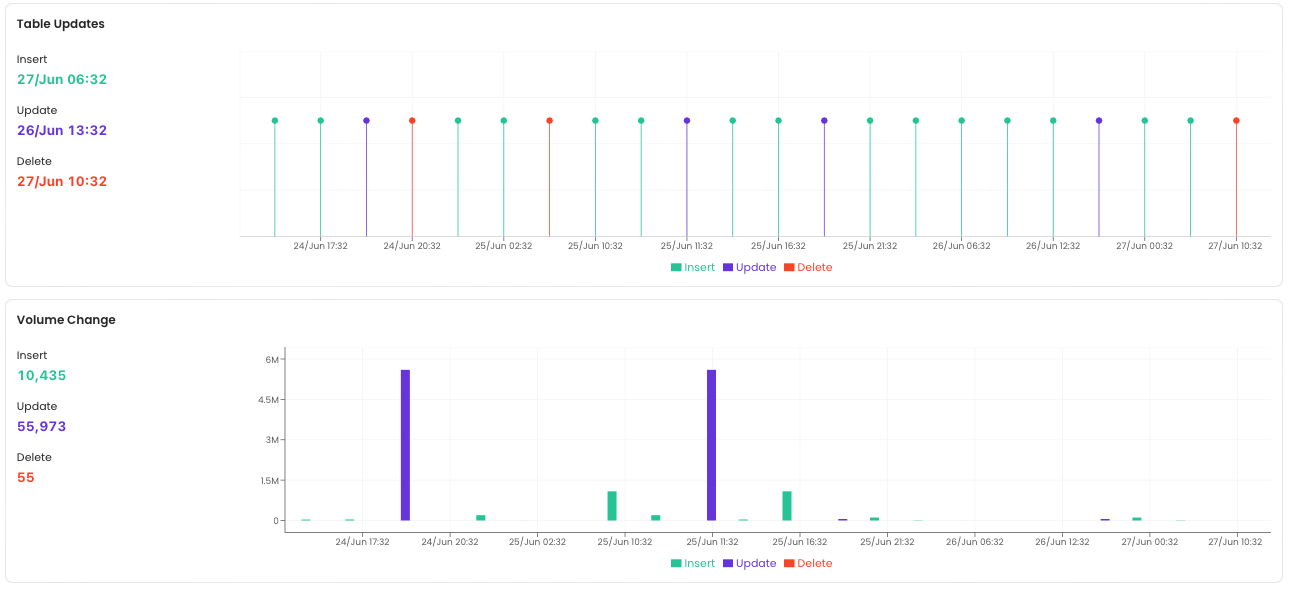 Table Updates
Insert
27/Jun 06:32
Update
26/Jun 13:32
Delete
27/Jun 10:32
24/Jun 17:32 24/Jun 20:32 25/Jun 02:32 25/Jun 10:32 25/Jun 11:32 25/Jun 16:32 25/Jun 21:32 26/Jun 06:32 26/Jun 12:32 27/Jun 00:32 27/Jun 10:32
Insert Update Delete
Volume Change
Insert
10,435
Update
55,973
Delete
55
6M
4.5M
3M
1.5M
0
24/Jun 17:32 24/Jun 20:32 25/Jun 02:32 25/Jun 10:32 25/Jun 11:32 25/Jun 16:32 25/Jun 21:32 26/Jun 06:32 26/Jun 12:32 27/Jun 00:32 27/Jun 10:32
Insert Update Delete